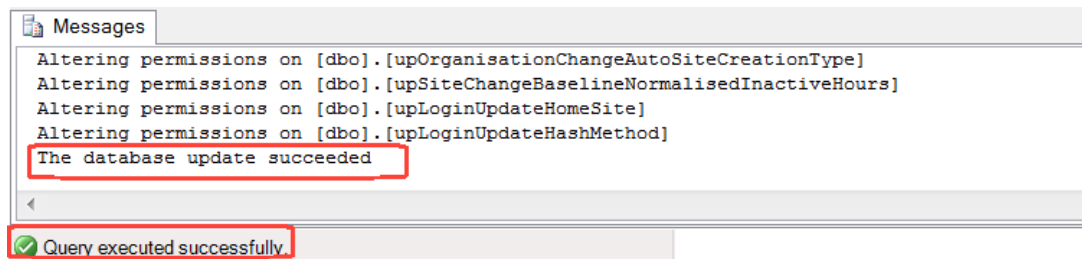 Messages
Altering permissions on [dbo].[upOrganisationChangeAutoSiteCreationType]
Altering permissions on [dbo].[upSiteChangeBaselineNormalisedInactiveHours]
Altering permissions on [dbo].[upLoginUpdateHomeSite]
Altering permissions on [dbo].[upLoginUpdateHashMethod]
The database update succeeded
Query executed successfully.